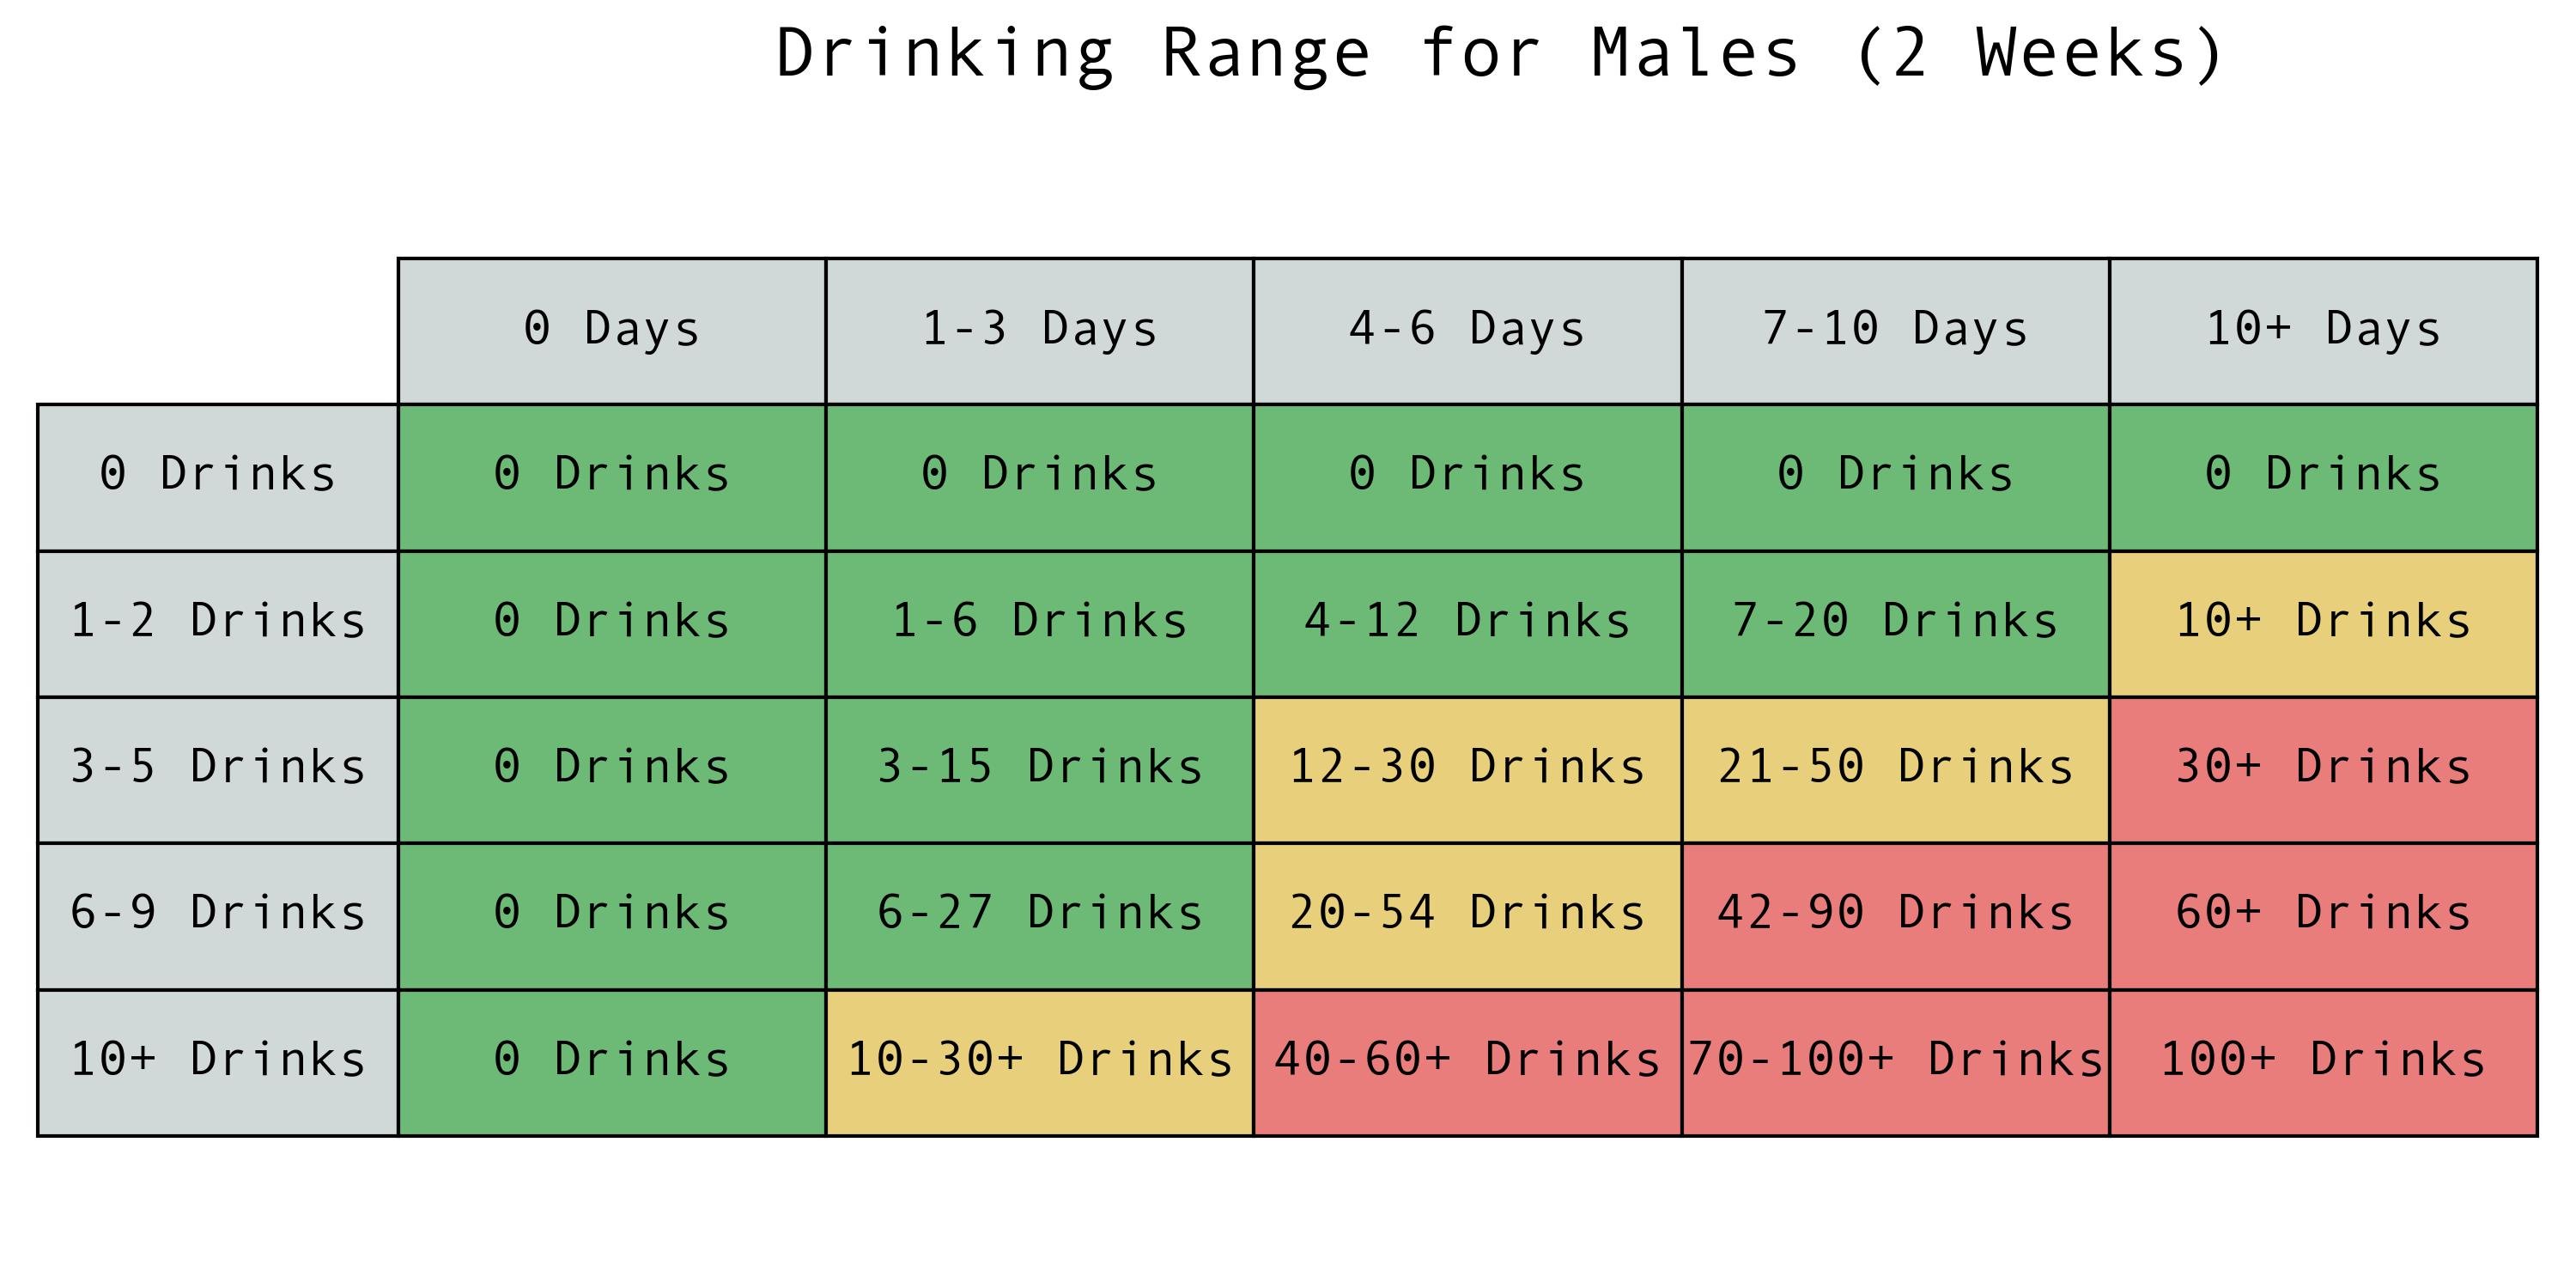 Drinking Range for Males (2 Weeks)
0 Days 1-3 Days 4-6 Days 7-10 Days 10+ Days
0 Drinks 0 Drinks 0 Drinks 0 Drinks 0 Drinks 0 Drinks
1-2 Drinks 0 Drinks 1-6 Drinks 4-12 Drinks 7-20 Drinks 10+ Drinks
3-5 Drinks 0 Drinks 3-15 Drinks 12-30 Drinks 21-50 Drinks 30+ Drinks
6-9 Drinks 0 Drinks 6-27 Drinks 20-54 Drinks 42-90 Drinks 60+ Drinks
10+ Drinks 0 Drinks 10-30+ Drinks 40-60+ Drinks 70-100+ Drinks 100+ Drinks